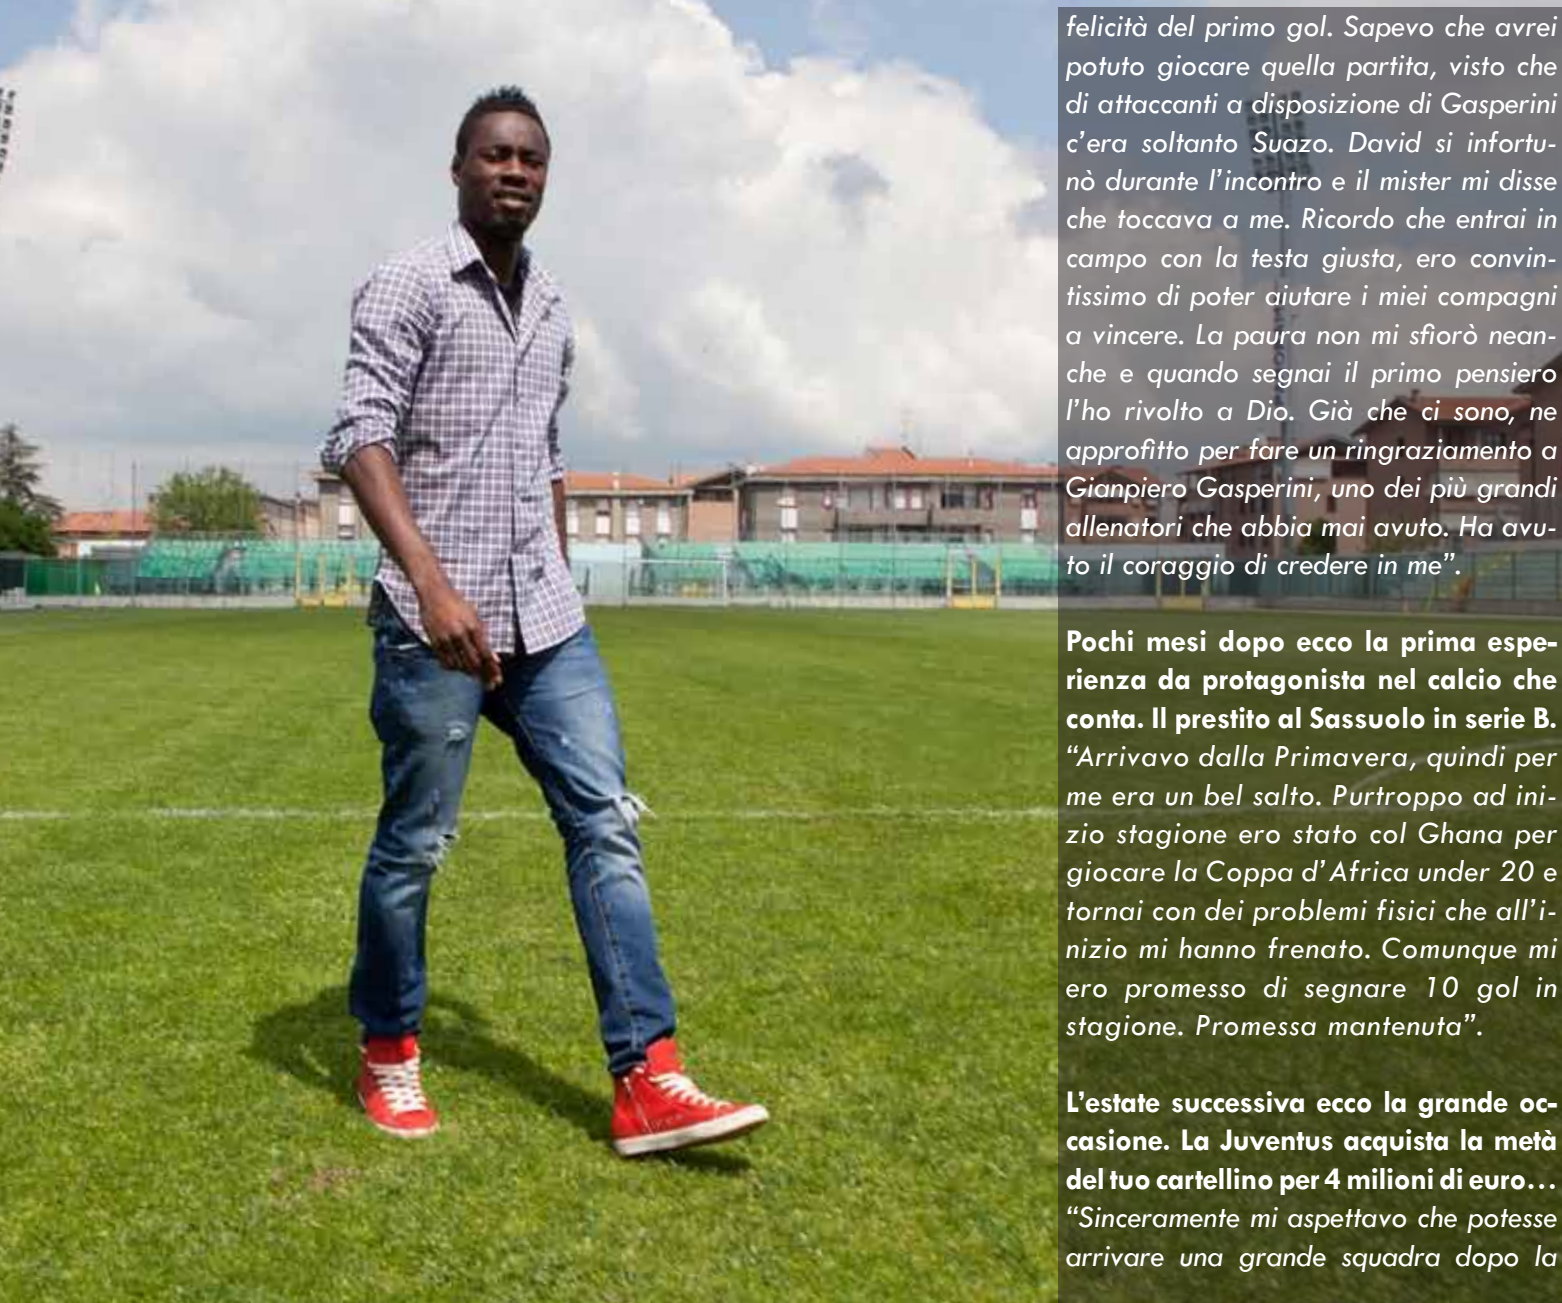 felicità del primo gol. Sapevo che avrei
potuto giocare quella partita, visto che
di attaccanti a disposizione di Gasperini
c’era soltanto Suazo. David si infortu-
nò durante l’incontro e il mister mi disse
che toccava a me. Ricordo che entrai in
campo con la testa giusta, ero convin-
tissimo di poter aiutare i miei compagni
a vincere. La paura non mi sfiorò nean-
che e quando segnai il primo pensiero
l’ho rivolto a Dio. Già che ci sono, ne
approfitto per fare un ringraziamento a
Gianpiero Gasperini, uno dei più grandi
allenatori che abbia mai avuto. Ha avu-
to il coraggio di credere in me”.
Pochi mesi dopo ecco la prima espe-
rienza da protagonista nel calcio che
conta. Il prestito al Sassuolo in serie B.
“Arrivavo dalla Primavera, quindi per
me era un bel salto. Purtroppo ad ini-
zio stagione ero stato col Ghana per
giocare la Coppa d’Africa under 20 e
tornai con dei problemi fisici che all’i-
nizio mi hanno frenato. Comunque mi
ero promesso di segnare 10 gol in
stagione. Promessa mantenuta”.
L’estate successiva ecco la grande oc-
casione. La Juventus acquista la metà
del tuo cartellino per 4 milioni di euro…
“Sinceramente mi aspettavo che potesse
arrivare una grande squadra dopo la